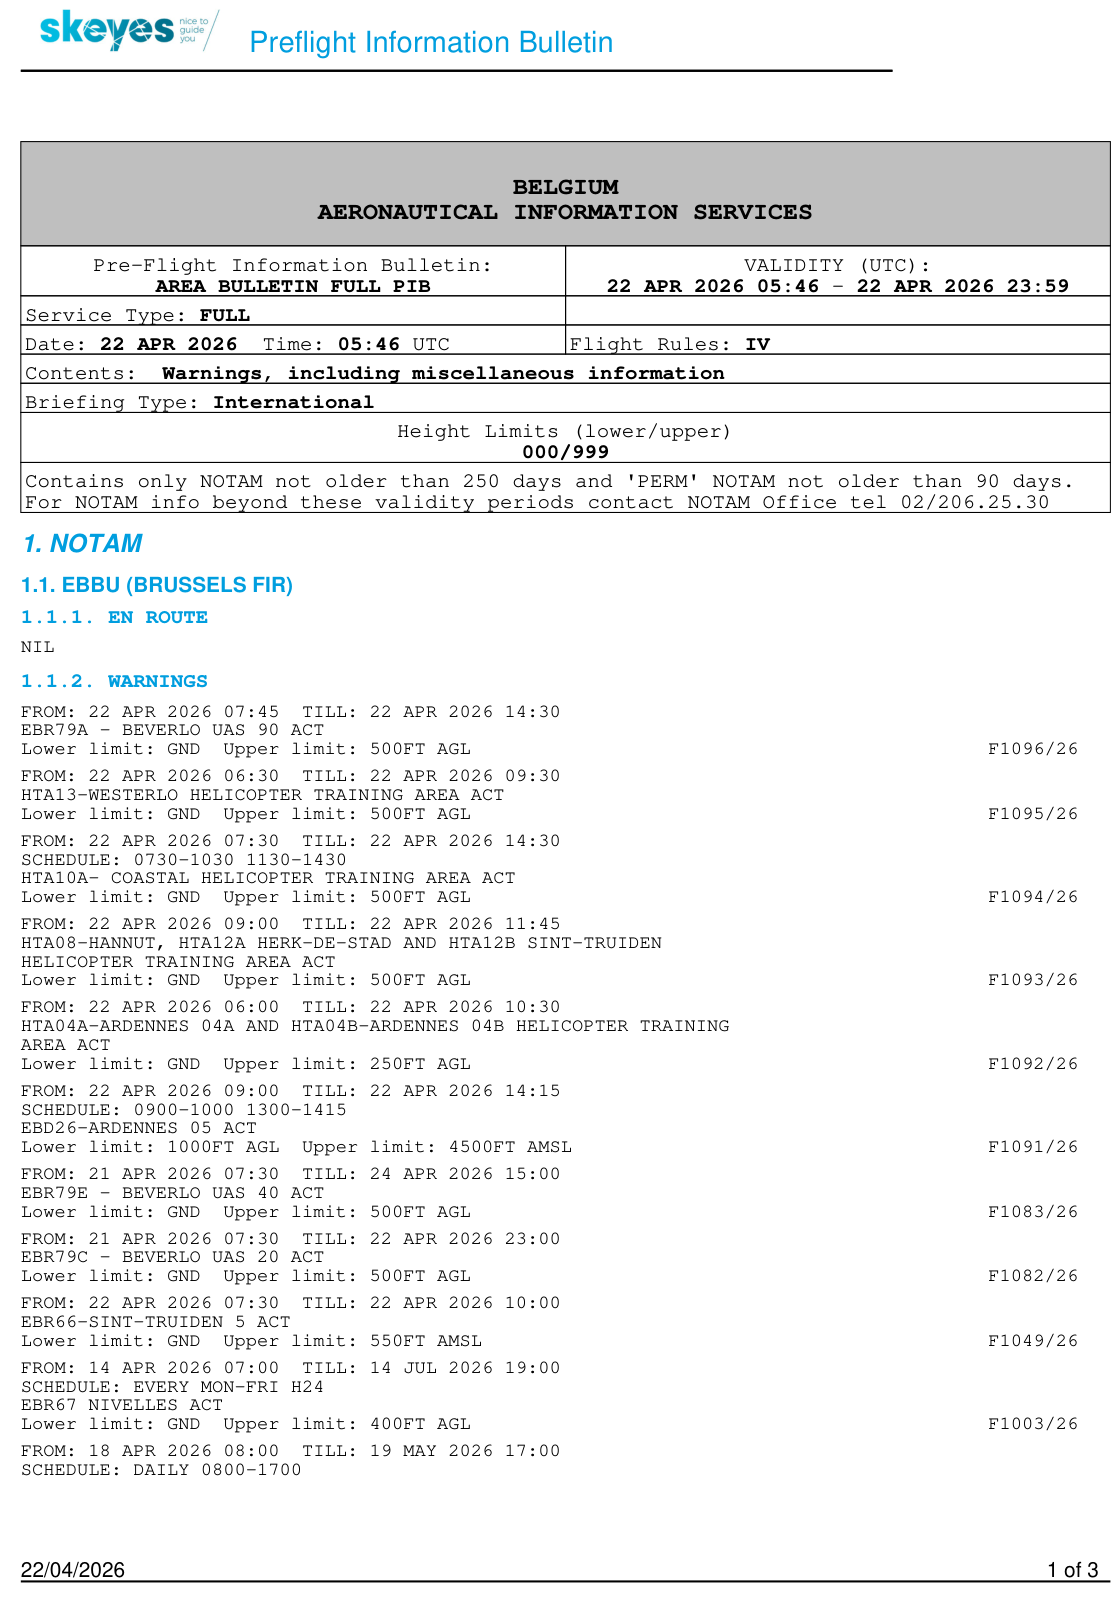 skeyes nice to guide you
Preflight Information Bulletin
BELGIUM
AERONAUTICAL INFORMATION SERVICES
Pre-Flight Information Bulletin:
AREA BULLETIN FULL PIB
VALIDITY (UTC):
22 APR 2026 05:46 - 22 APR 2026 23:59
Service Type: FULL
Date: 22 APR 2026 Time: 05:46 UTC
Flight Rules: IV
Contents: Warnings, including miscellaneous information
Briefing Type: International
Height Limits (lower/upper)
000/999
Contains only NOTAM not older than 250 days and 'PERM' NOTAM not older than 90 days.
For NOTAM info beyond these validity periods contact NOTAM Office tel 02/206.25.30
1. NOTAM
1.1. EBBU (BRUSSELS FIR)
1.1.1. EN ROUTE
NIL
1.1.2. WARNINGS
FROM: 22 APR 2026 07:45 TILL: 22 APR 2026 14:30
EBR79A - BEVERLO UAS 90 ACT
Lower limit: GND Upper limit: 500FT AGL F1096/26
FROM: 22 APR 2026 06:30 TILL: 22 APR 2026 09:30
HTA13-WESTERLO HELICOPTER TRAINING AREA ACT
Lower limit: GND Upper limit: 500FT AGL F1095/26
FROM: 22 APR 2026 07:30 TILL: 22 APR 2026 14:30
SCHEDULE: 0730-1030 1130-1430
HTA10A- COASTAL HELICOPTER TRAINING AREA ACT
Lower limit: GND Upper limit: 500FT AGL F1094/26
FROM: 22 APR 2026 09:00 TILL: 22 APR 2026 11:45
HTA08-HANNUT, HTA12A HERK-DE-STAD AND HTA12B SINT-TRUIDEN
HELICOPTER TRAINING AREA ACT
Lower limit: GND Upper limit: 500FT AGL F1093/26
FROM: 22 APR 2026 06:00 TILL: 22 APR 2026 10:30
HTA04A-ARDENNES 04A AND HTA04B-ARDENNES 04B HELICOPTER TRAINING
AREA ACT
Lower limit: GND Upper limit: 250FT AGL F1092/26
FROM: 22 APR 2026 09:00 TILL: 22 APR 2026 14:15
SCHEDULE: 0900-1000 1300-1415
EBD26-ARDENNES 05 ACT
Lower limit: 1000FT AGL Upper limit: 4500FT AMSL F1091/26
FROM: 21 APR 2026 07:30 TILL: 24 APR 2026 15:00
EBR79E - BEVERLO UAS 40 ACT
Lower limit: GND Upper limit: 500FT AGL F1083/26
FROM: 21 APR 2026 07:30 TILL: 22 APR 2026 23:00
EBR79C - BEVERLO UAS 20 ACT
Lower limit: GND Upper limit: 500FT AGL F1082/26
FROM: 22 APR 2026 07:30 TILL: 22 APR 2026 10:00
EBR66-SINT-TRUIDEN 5 ACT
Lower limit: GND Upper limit: 550FT AMSL F1049/26
FROM: 14 APR 2026 07:00 TILL: 14 JUL 2026 19:00
SCHEDULE: EVERY MON-FRI H24
EBR67 NIVELLES ACT
Lower limit: GND Upper limit: 400FT AGL F1003/26
FROM: 18 APR 2026 08:00 TILL: 19 MAY 2026 17:00
SCHEDULE: DAILY 0800-1700
22/04/2026 1 of 3